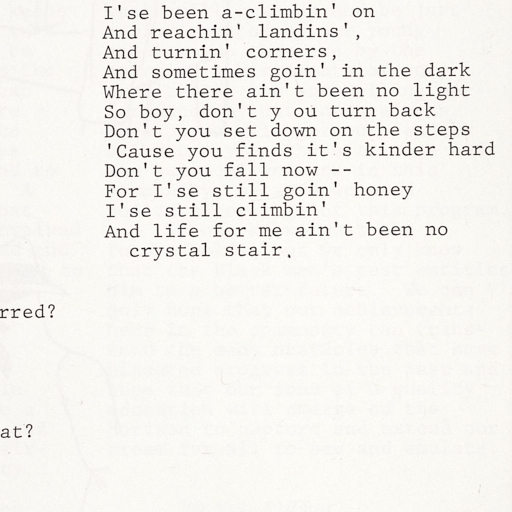 I'se been a-climbin' on
And reachin' landins',
And turnin' corners,
And sometimes goin' in the dark
Where there ain't been no light
So boy, don't y ou turn back
Don't you set down on the steps
'Cause you finds it's kinder hard
Don't you fall now --
For I'se still goin' honey
I'se still climbin'
And life for me ain't been no
crystal stair.
rred?
at?